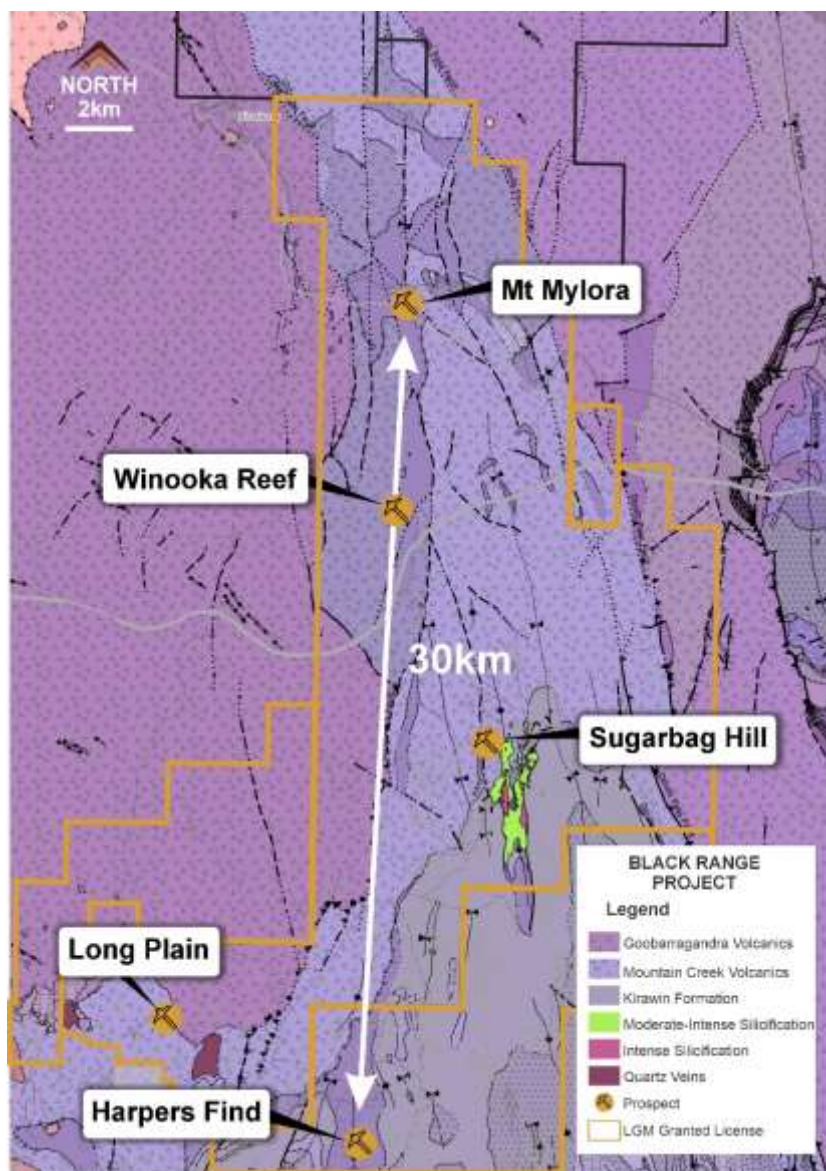 NORTH
2km
Mt Mylora
Winooka Reef
30km
Sugarbag Hill
Long Plain
Harpers Find
BLACK RANGE
PROJECT
Legend
Goobarragandra Volcanics
Mountain Creek Volcanics
Kirawin Formation
Moderate-Intense Silicification
Intense Silicification
Quartz Veins
Prospect
LGM Granted License